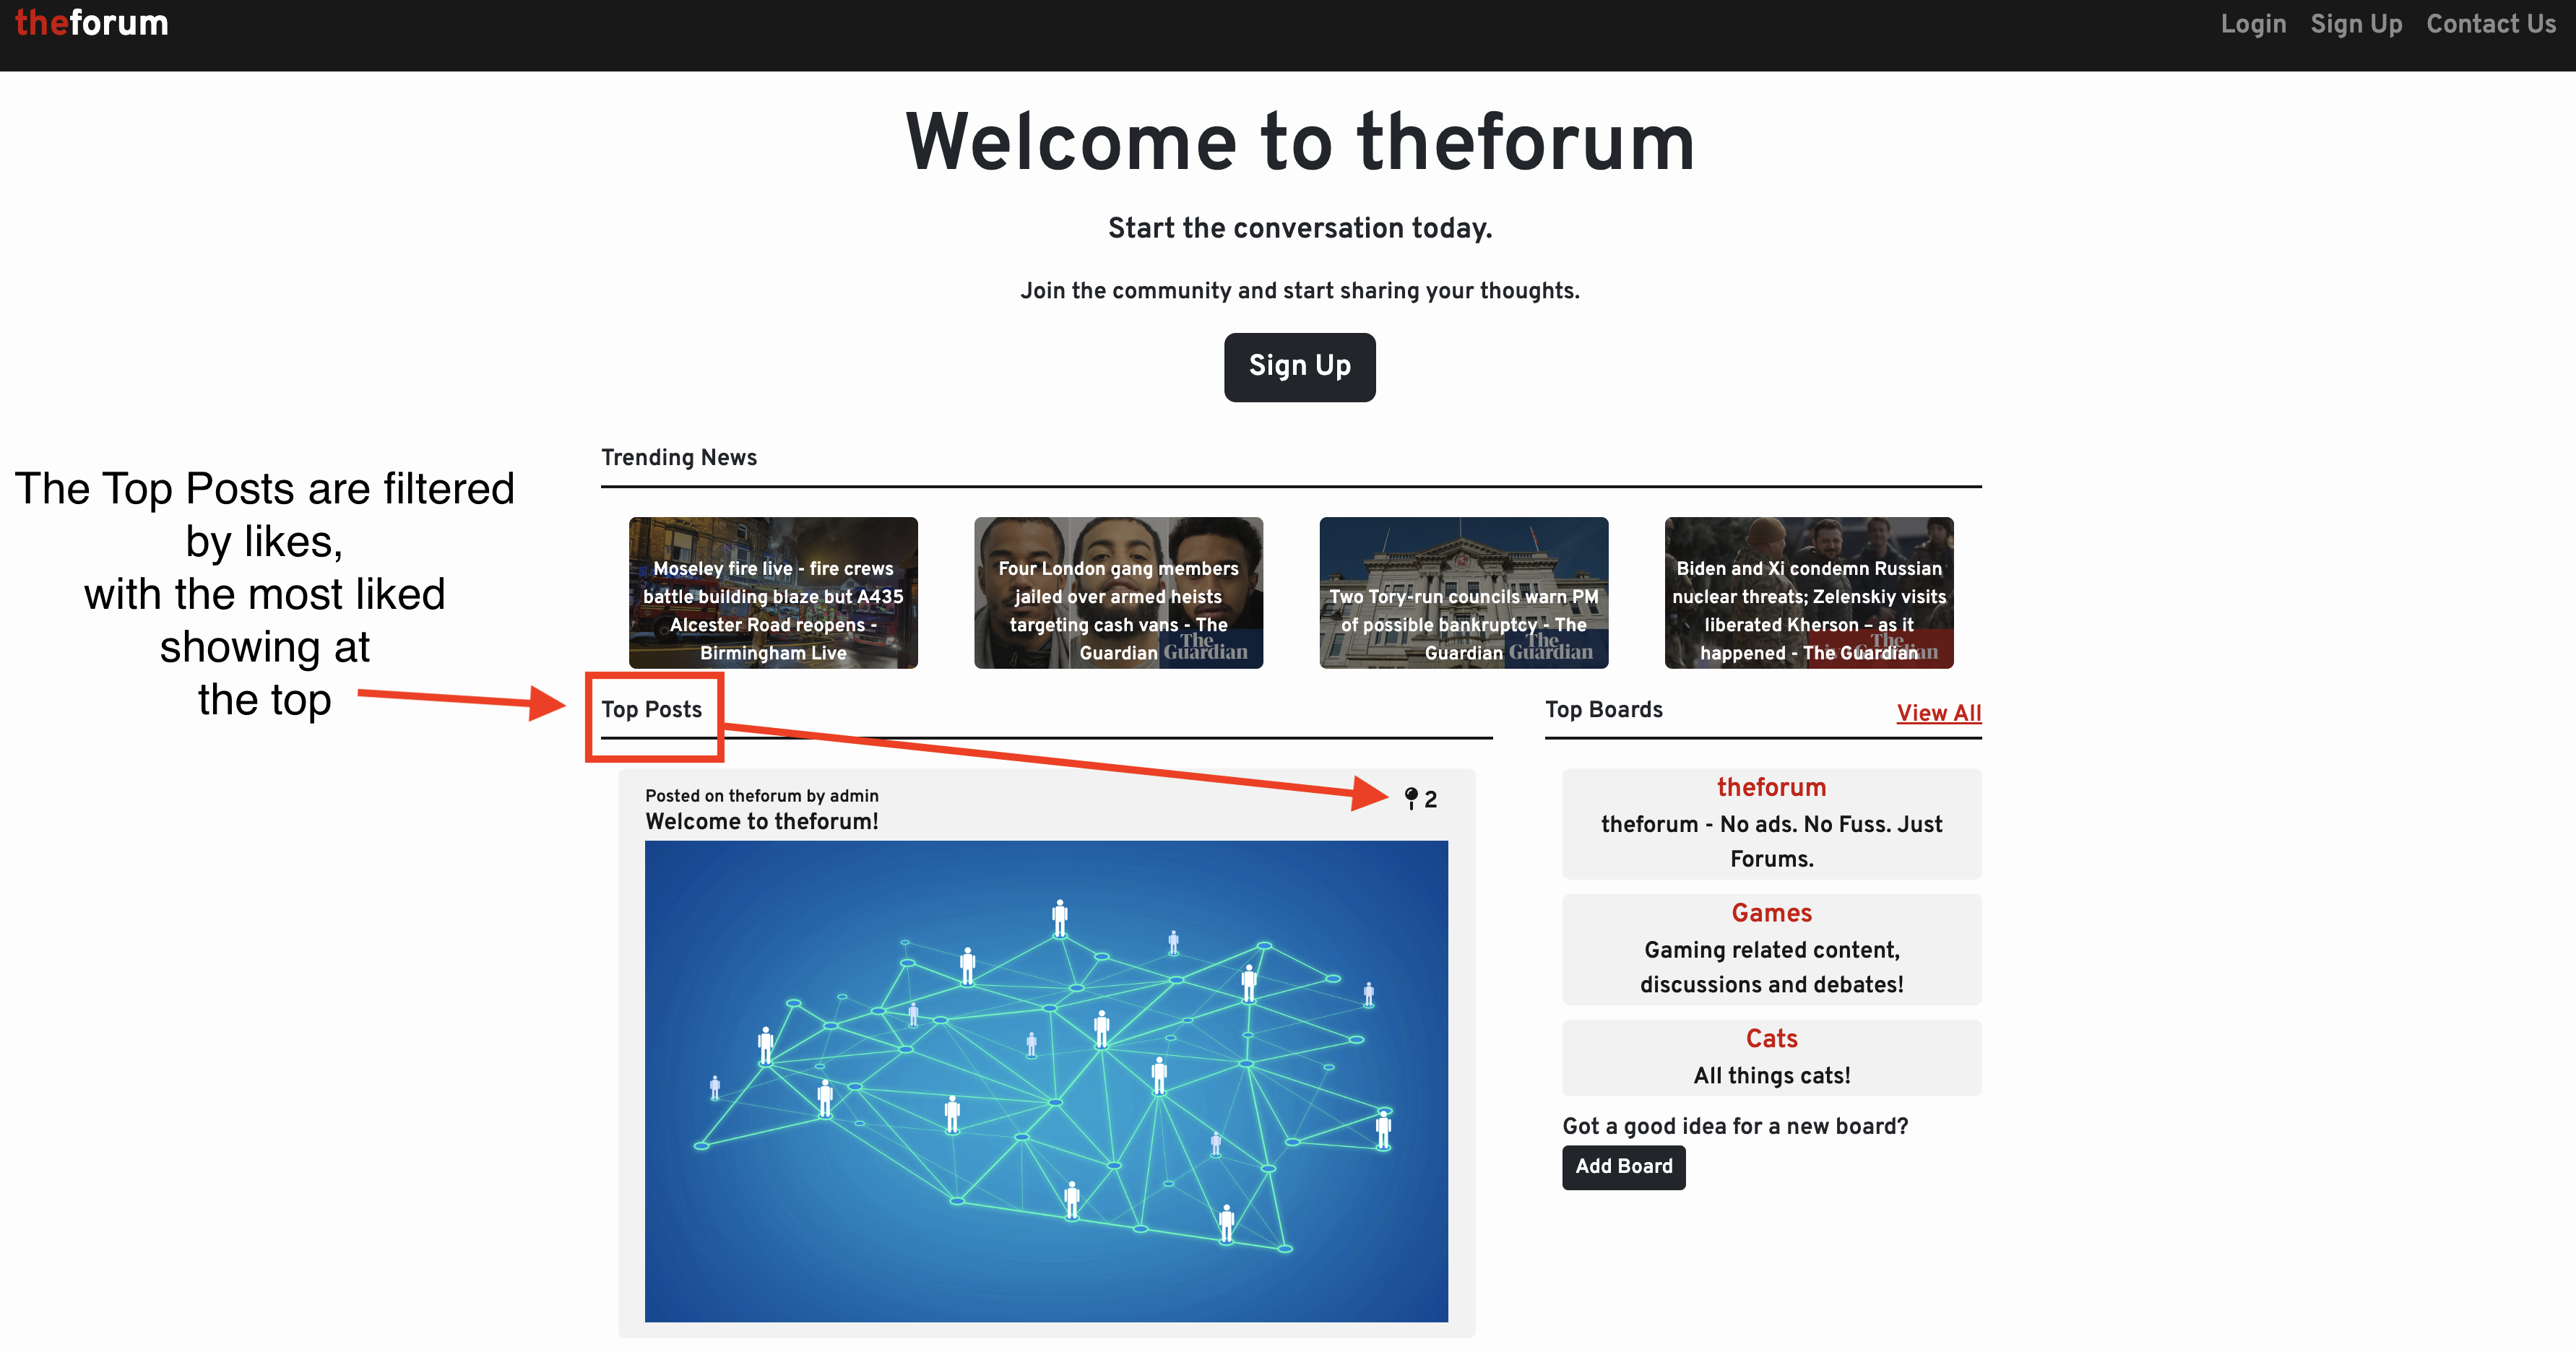 theforum
Login Sign Up Contact Us
Welcome to theforum
Start the conversation today.
Join the community and start sharing your thoughts.
Sign Up
The Top Posts are filtered
by likes,
with the most liked
showing at
the top
Trending News
Moseley fire live - fire crews
battle building blaze but A435
Alcester Road reopens -
Birmingham Live
Four London gang members
jailed over armed heists
targeting cash vans - The
Guardian
The
Guardian
Two Tory-run councils warn PM
of possible bankruptcy - The
Guardian
The
Guardian
Biden and Xi condemn Russian
nuclear threats; Zelenskiy visits
liberated Kherson – as it
happened - The Guardian
The
Guardian
Top Posts
Posted on theforum by admin
Welcome to theforum!
2
Top Boards
View All
theforum
theforum - No ads. No Fuss. Just
Forums.
Games
Gaming related content,
discussions and debates!
Cats
All things cats!
Got a good idea for a new board?
Add Board